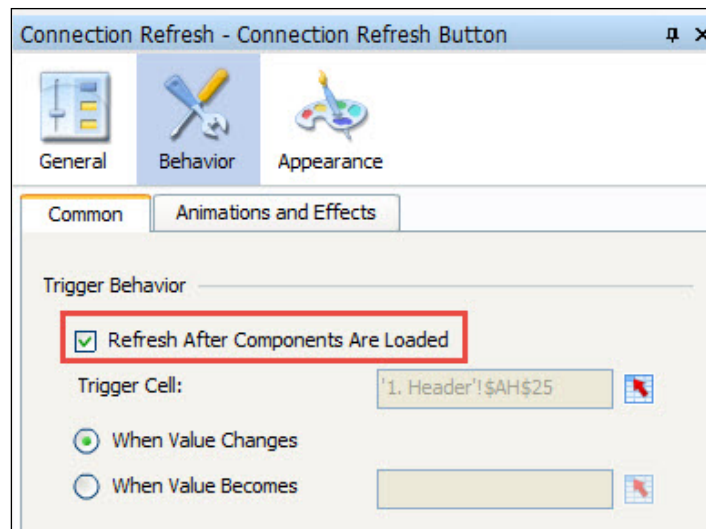 Connection Refresh - Connection Refresh Button
General Behavior Appearance
Common Animations and Effects
Trigger Behavior
Refresh After Components Are Loaded
Trigger Cell: '1. Header'!$AH$25
When Value Changes
When Value Becomes